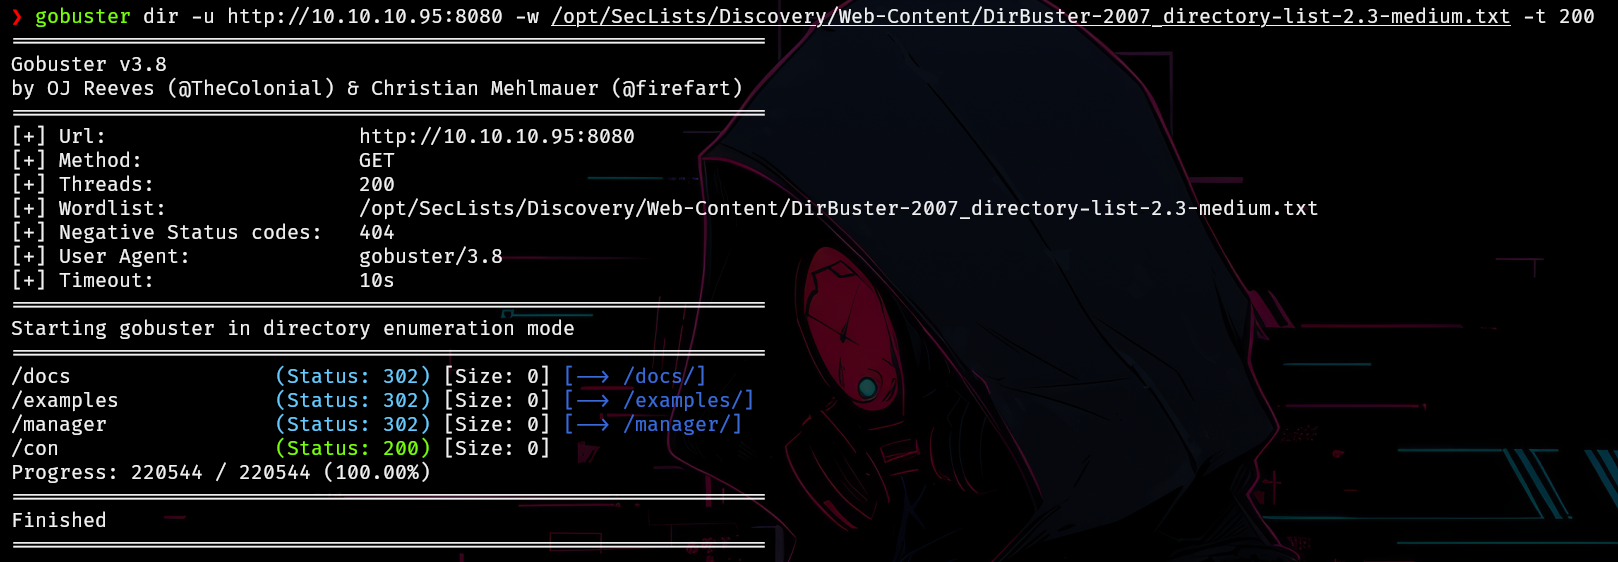 ❯ gobuster dir -u http://10.10.10.95:8080 -w /opt/SecLists/Discovery/Web-Content/DirBuster-2007_directory-list-2.3-medium.txt -t 200
===============================================================
Gobuster v3.8
by OJ Reeves (@TheColonial) & Christian Mehlmauer (@firefart)
===============================================================
[+] Url:                     http://10.10.10.95:8080
[+] Method:                  GET
[+] Threads:                 200
[+] Wordlist:                /opt/SecLists/Discovery/Web-Content/DirBuster-2007_directory-list-2.3-medium.txt
[+] Negative Status codes:   404
[+] User Agent:              gobuster/3.8
[+] Timeout:                 10s
===============================================================
Starting gobuster in directory enumeration mode
===============================================================
/docs                 (Status: 302) [Size: 0] [--> /docs/]
/examples             (Status: 302) [Size: 0] [--> /examples/]
/manager              (Status: 302) [Size: 0] [--> /manager/]
/con                  (Status: 200) [Size: 0]
Progress: 220544 / 220544 (100.00%)
===============================================================
Finished
===============================================================